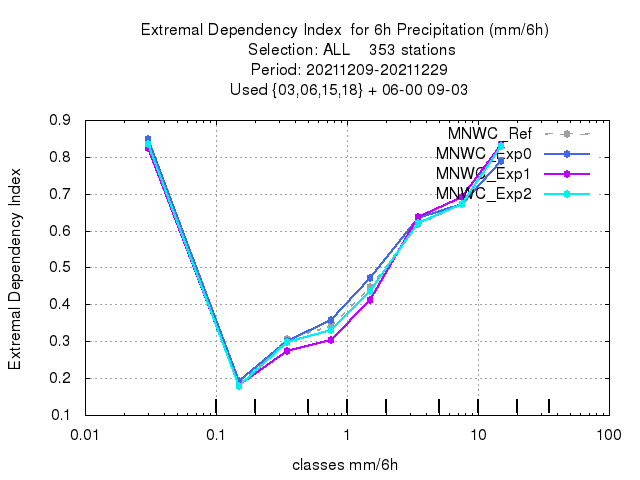 Extremal Dependency Index  for 6h Precipitation (mm/6h)
Selection: ALL    353 stations
Period: 20211209-20211229
Used {03,06,15,18} + 06-00 09-03
Extremal Dependency Index
0.9
0.8
0.7
0.6
0.5
0.4
0.3
0.2
0.1
MNWC_Ref
MNWC_Exp0
MNWC_Exp1
MNWC_Exp2
0.01 0.1 1 10 100
classes mm/6h